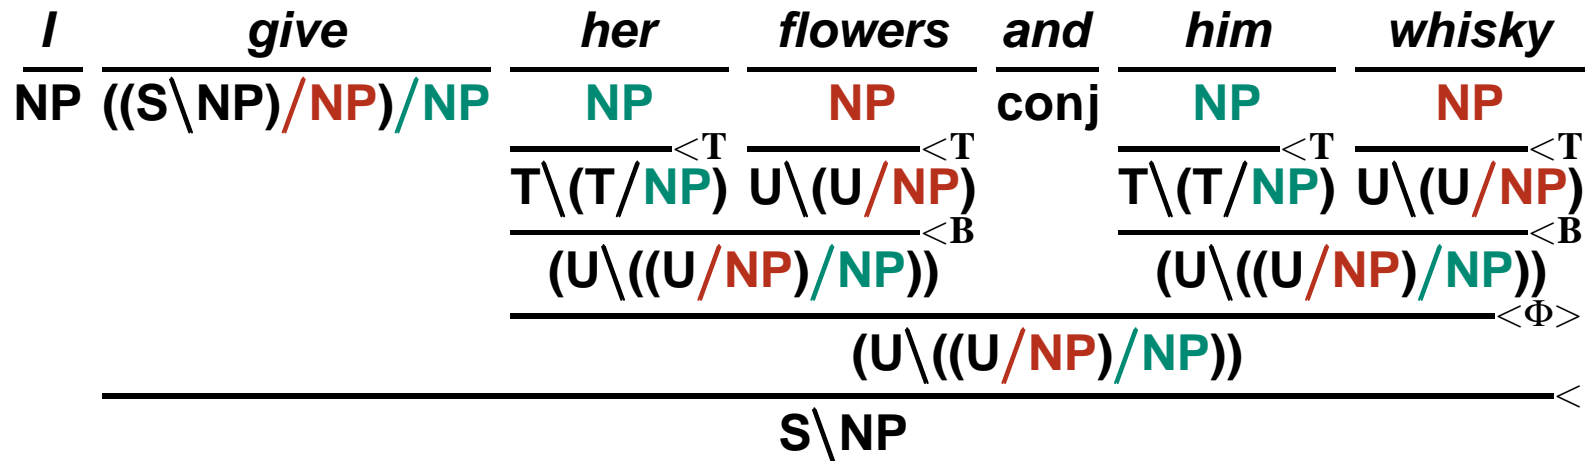 I give her flowers and him whisky
NP ((S\NP)/NP)/NP NP NP conj NP NP
<T <T <T <T
T\(T/NP) U\(U/NP) T\(T/NP) U\(U/NP)
<B <B
(U\((U/NP)/NP)) (U\((U/NP)/NP))
<Φ>
(U\((U/NP)/NP))
<
S\NP